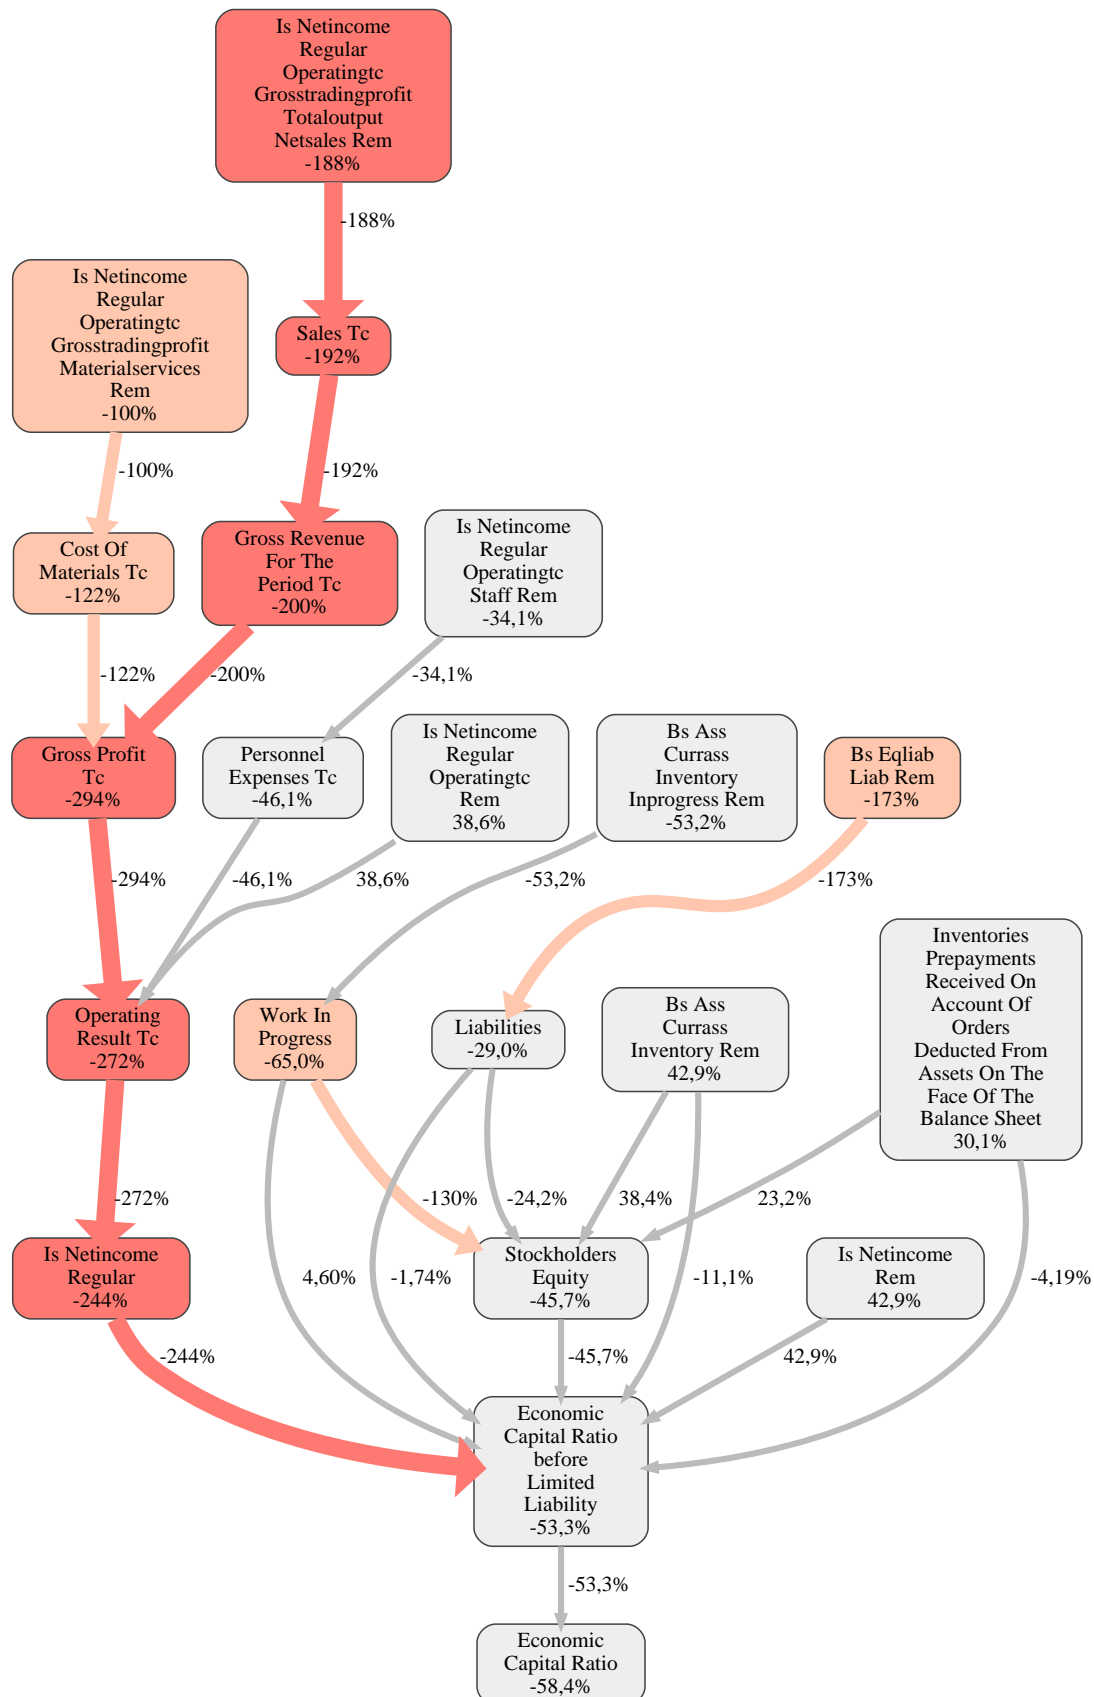 Is Netincome
Regular
Operatingtc
Grosstradingprofit
Totaloutput
Netsales Rem
-188%
-188%
Is Netincome
Regular
Operatingtc
Grosstradingprofit
Materialservices
Rem
-100%
Sales Tc
-192%
-100%
-192%
Cost Of
Materials Tc
-122%
Gross Revenue
For The
Period Tc
-200%
Is Netincome
Regular
Operatingtc
Staff Rem
-34,1%
-122%
-200%
-34,1%
Gross Profit
Tc
-294%
Personnel
Expenses Tc
-46,1%
Is Netincome
Regular
Operatingtc
Rem
38,6%
Bs Ass
Currass
Inventory
Inprogress Rem
-53,2%
Bs Eqliab
Liab Rem
-173%
-294%
-46,1%
38,6%
-53,2%
-173%
Inventories
Prepayments
Received On
Account Of
Orders
Deducted From
Assets On The
Face Of The
Balance Sheet
30,1%
Operating
Result Tc
-272%
Work In
Progress
-65,0%
Liabilities
-29,0%
Bs Ass
Currass
Inventory Rem
42,9%
-272%
-130%
-24,2%
38,4%
23,2%
Is Netincome
Regular
-244%
4,60%
-1,74%
Stockholders
Equity
-45,7%
-11,1%
Is Netincome
Rem
42,9%
-4,19%
-244%
-45,7%
42,9%
Economic
Capital Ratio
before
Limited
Liability
-53,3%
-53,3%
Economic
Capital Ratio
-58,4%